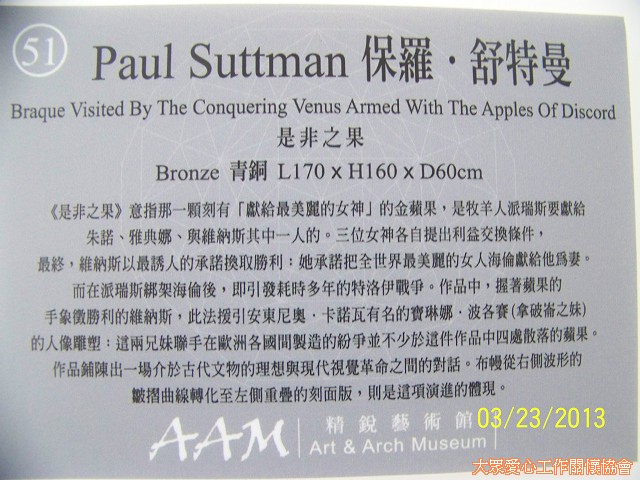 51
Paul Suttman 保羅·舒特曼
Braque Visited By The Conquering Venus Armed With The Apples Of Discord
是非之果
Bronze 青銅 L170 x H160 x D60cm
《是非之果》意指那一顆刻有「獻給最美麗的女神」的金蘋果，是牧羊人派瑞斯要獻給
朱諾、雅典娜、與維納斯其中一人的。三位女神各自提出利益交換條件，
最終，維納斯以最誘人的承諾換取勝利：她承諾把全世界最美麗的女人海倫獻給他爲妻。
而在派瑞斯綁架海倫後，即引發耗時多年的特洛伊戰爭。作品中，握著蘋果的
手象徵勝利的維納斯，此法援引安東尼奧·卡諾瓦有名的寶琳娜·波各賽(拿破崙之妹)
的人像雕塑：這兩兄妹聯手在歐洲各國間製造的紛爭並不少於這件作品中四處散落的蘋果。
作品鋪陳出一場介於古代文物的理想與現代視覺革命之間的對話。布幔從右側波形的
皺摺曲線轉化至左側重疊的刻面版，則是這項演進的體現。
AAM 精銳藝術館
Art & Arch Museum
03/23/2013
大眾愛心工作關懷協會